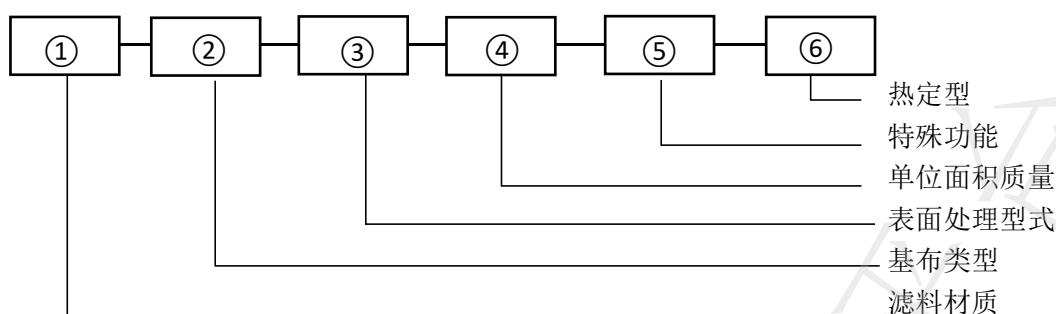 ① ② ③ ④ ⑤ ⑥
热定型
特殊功能
单位面积质量
表面处理型式
基布类型
滤料材质